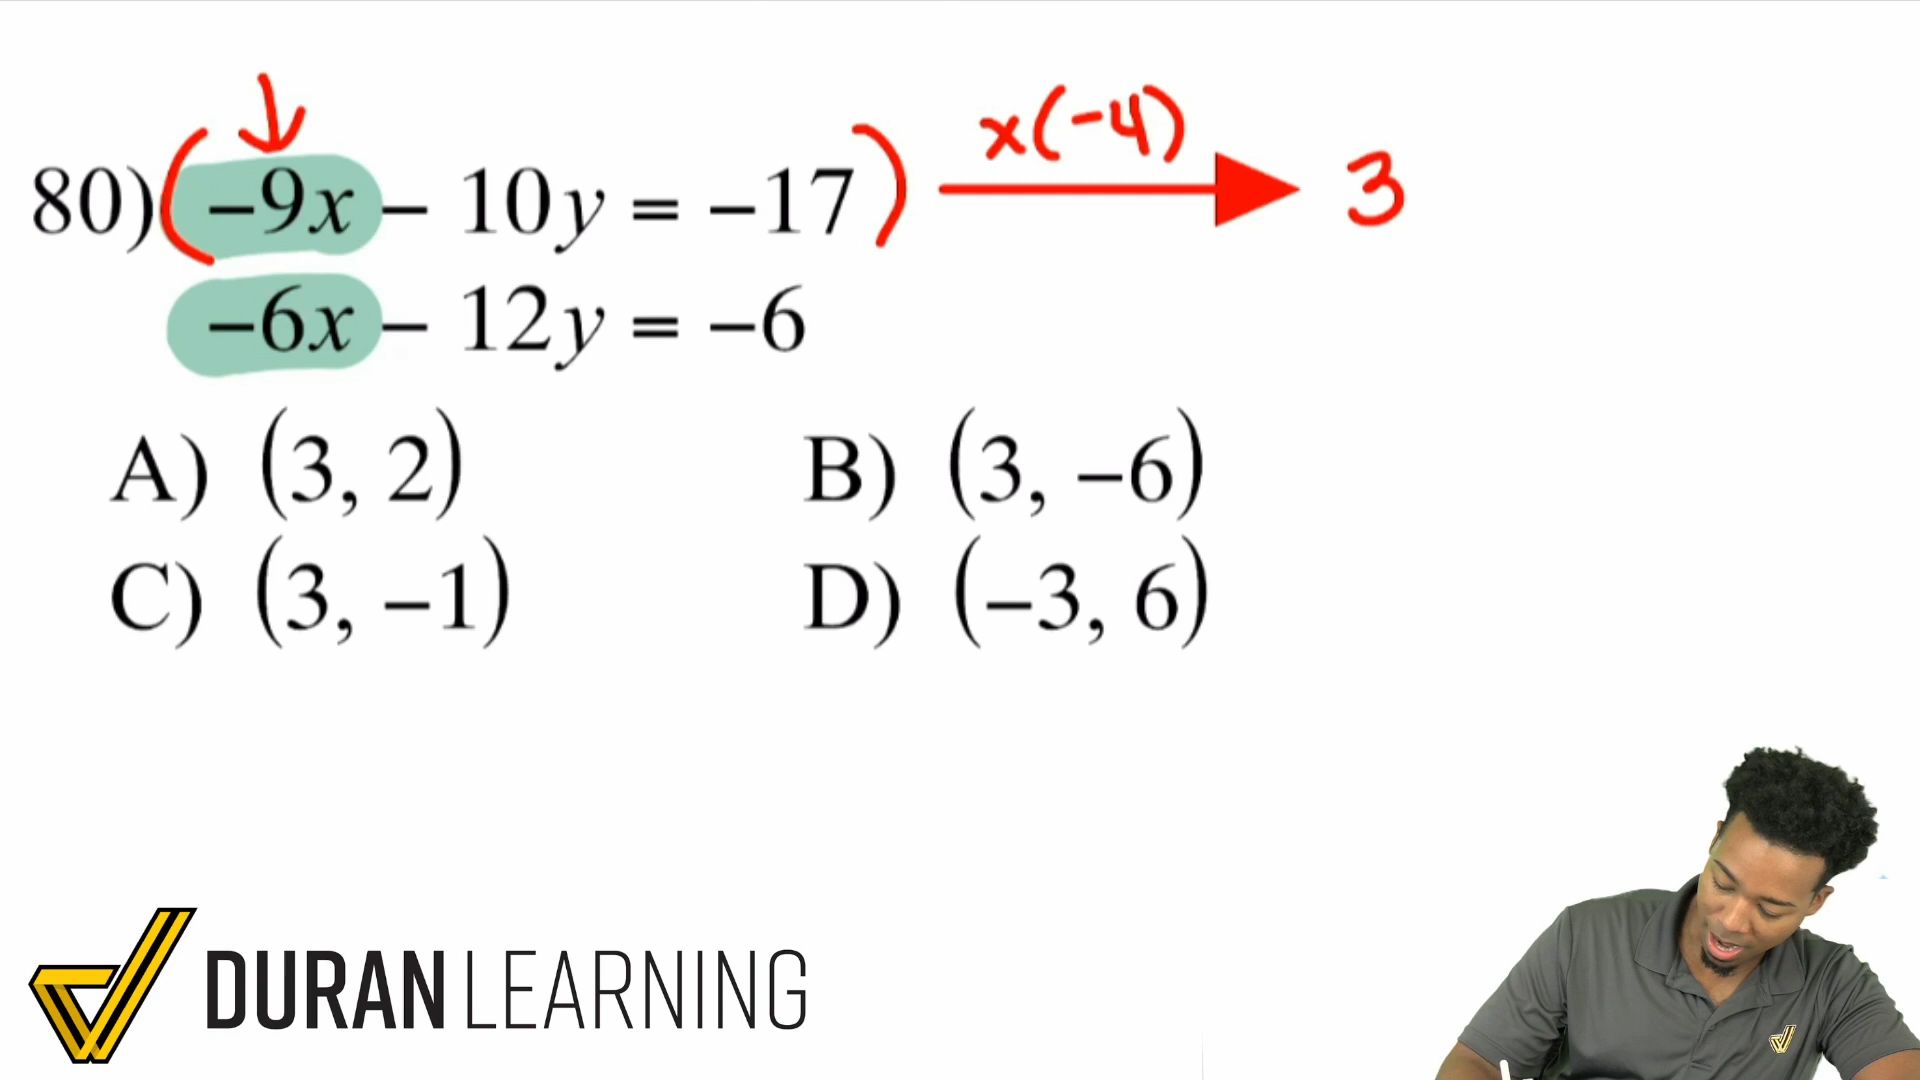 x(-4)
80) (-9x - 10y = -17) 3
-6x - 12y = -6
A) (3, 2) B) (3, -6)
C) (3, -1) D) (-3, 6)
DURAN LEARNING